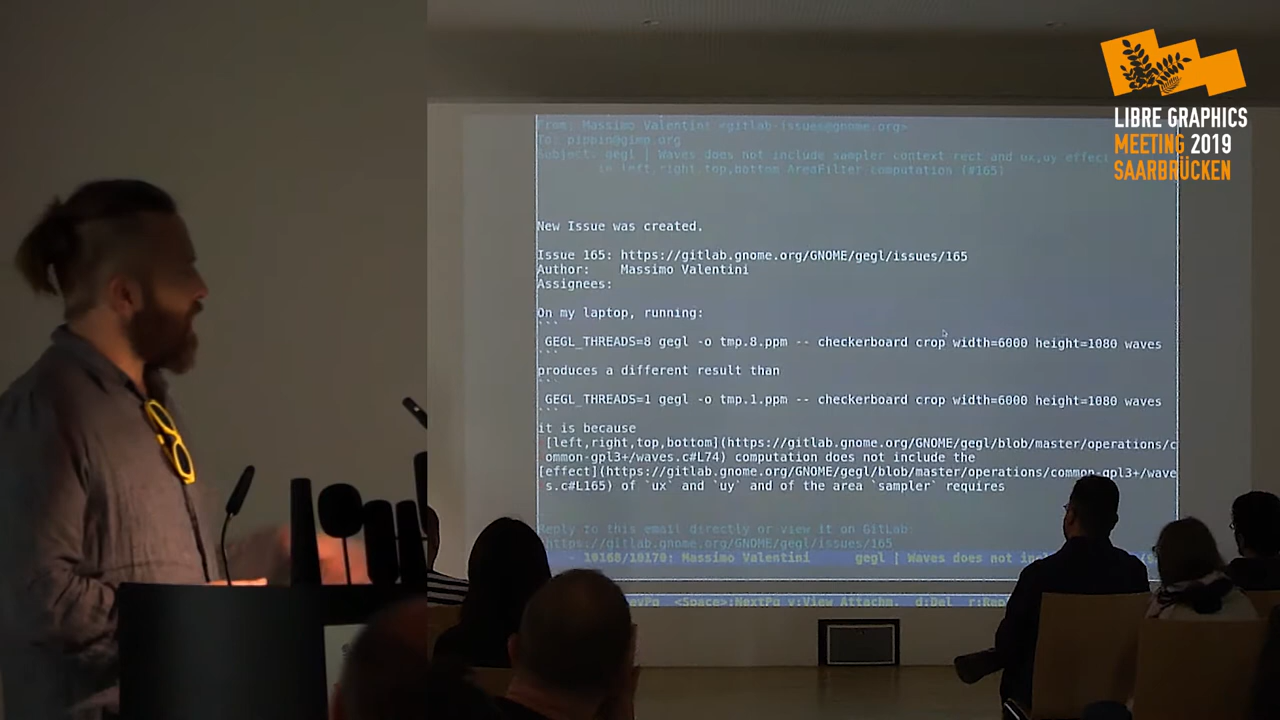 LIBRE GRAPHICS
MEETING 2019
SAARBRÜCKEN
From: Massimo Valentini <gitlab-issues@gnome.org>
To: pippin@gimp.org
Subject: gegl | Waves does not include sampler context rect and ux,uy effect
in left,right,top,bottom AreaFilter computation (#165)
New Issue was created.
Issue 165: https://gitlab.gnome.org/GNOME/gegl/issues/165
Author: Massimo Valentini
Assignees:
On my laptop, running:
```
GEGL_THREADS=8 gegl -o tmp.8.ppm -- checkerboard crop width=6000 height=1080 waves
```
produces a different result than
```
GEGL_THREADS=1 gegl -o tmp.1.ppm -- checkerboard crop width=6000 height=1080 waves
```
it is because
[left,right,top,bottom](https://gitlab.gnome.org/GNOME/gegl/blob/master/operations/c
ommon-gpl3+/waves.c#L74) computation does not include the
[effect](https://gitlab.gnome.org/GNOME/gegl/blob/master/operations/common-gpl3+/wave
s.c#L165) of `ux` and `uy` and of the area `sampler` requires
Reply to this email directly or view it on GitLab:
https://gitlab.gnome.org/GNOME/gegl/issues/165
- 10168/10170: Massimo Valentini gegl | Waves does not incl
evPg <Space>:NextPg v:View Attachm. d:Del r:Rep